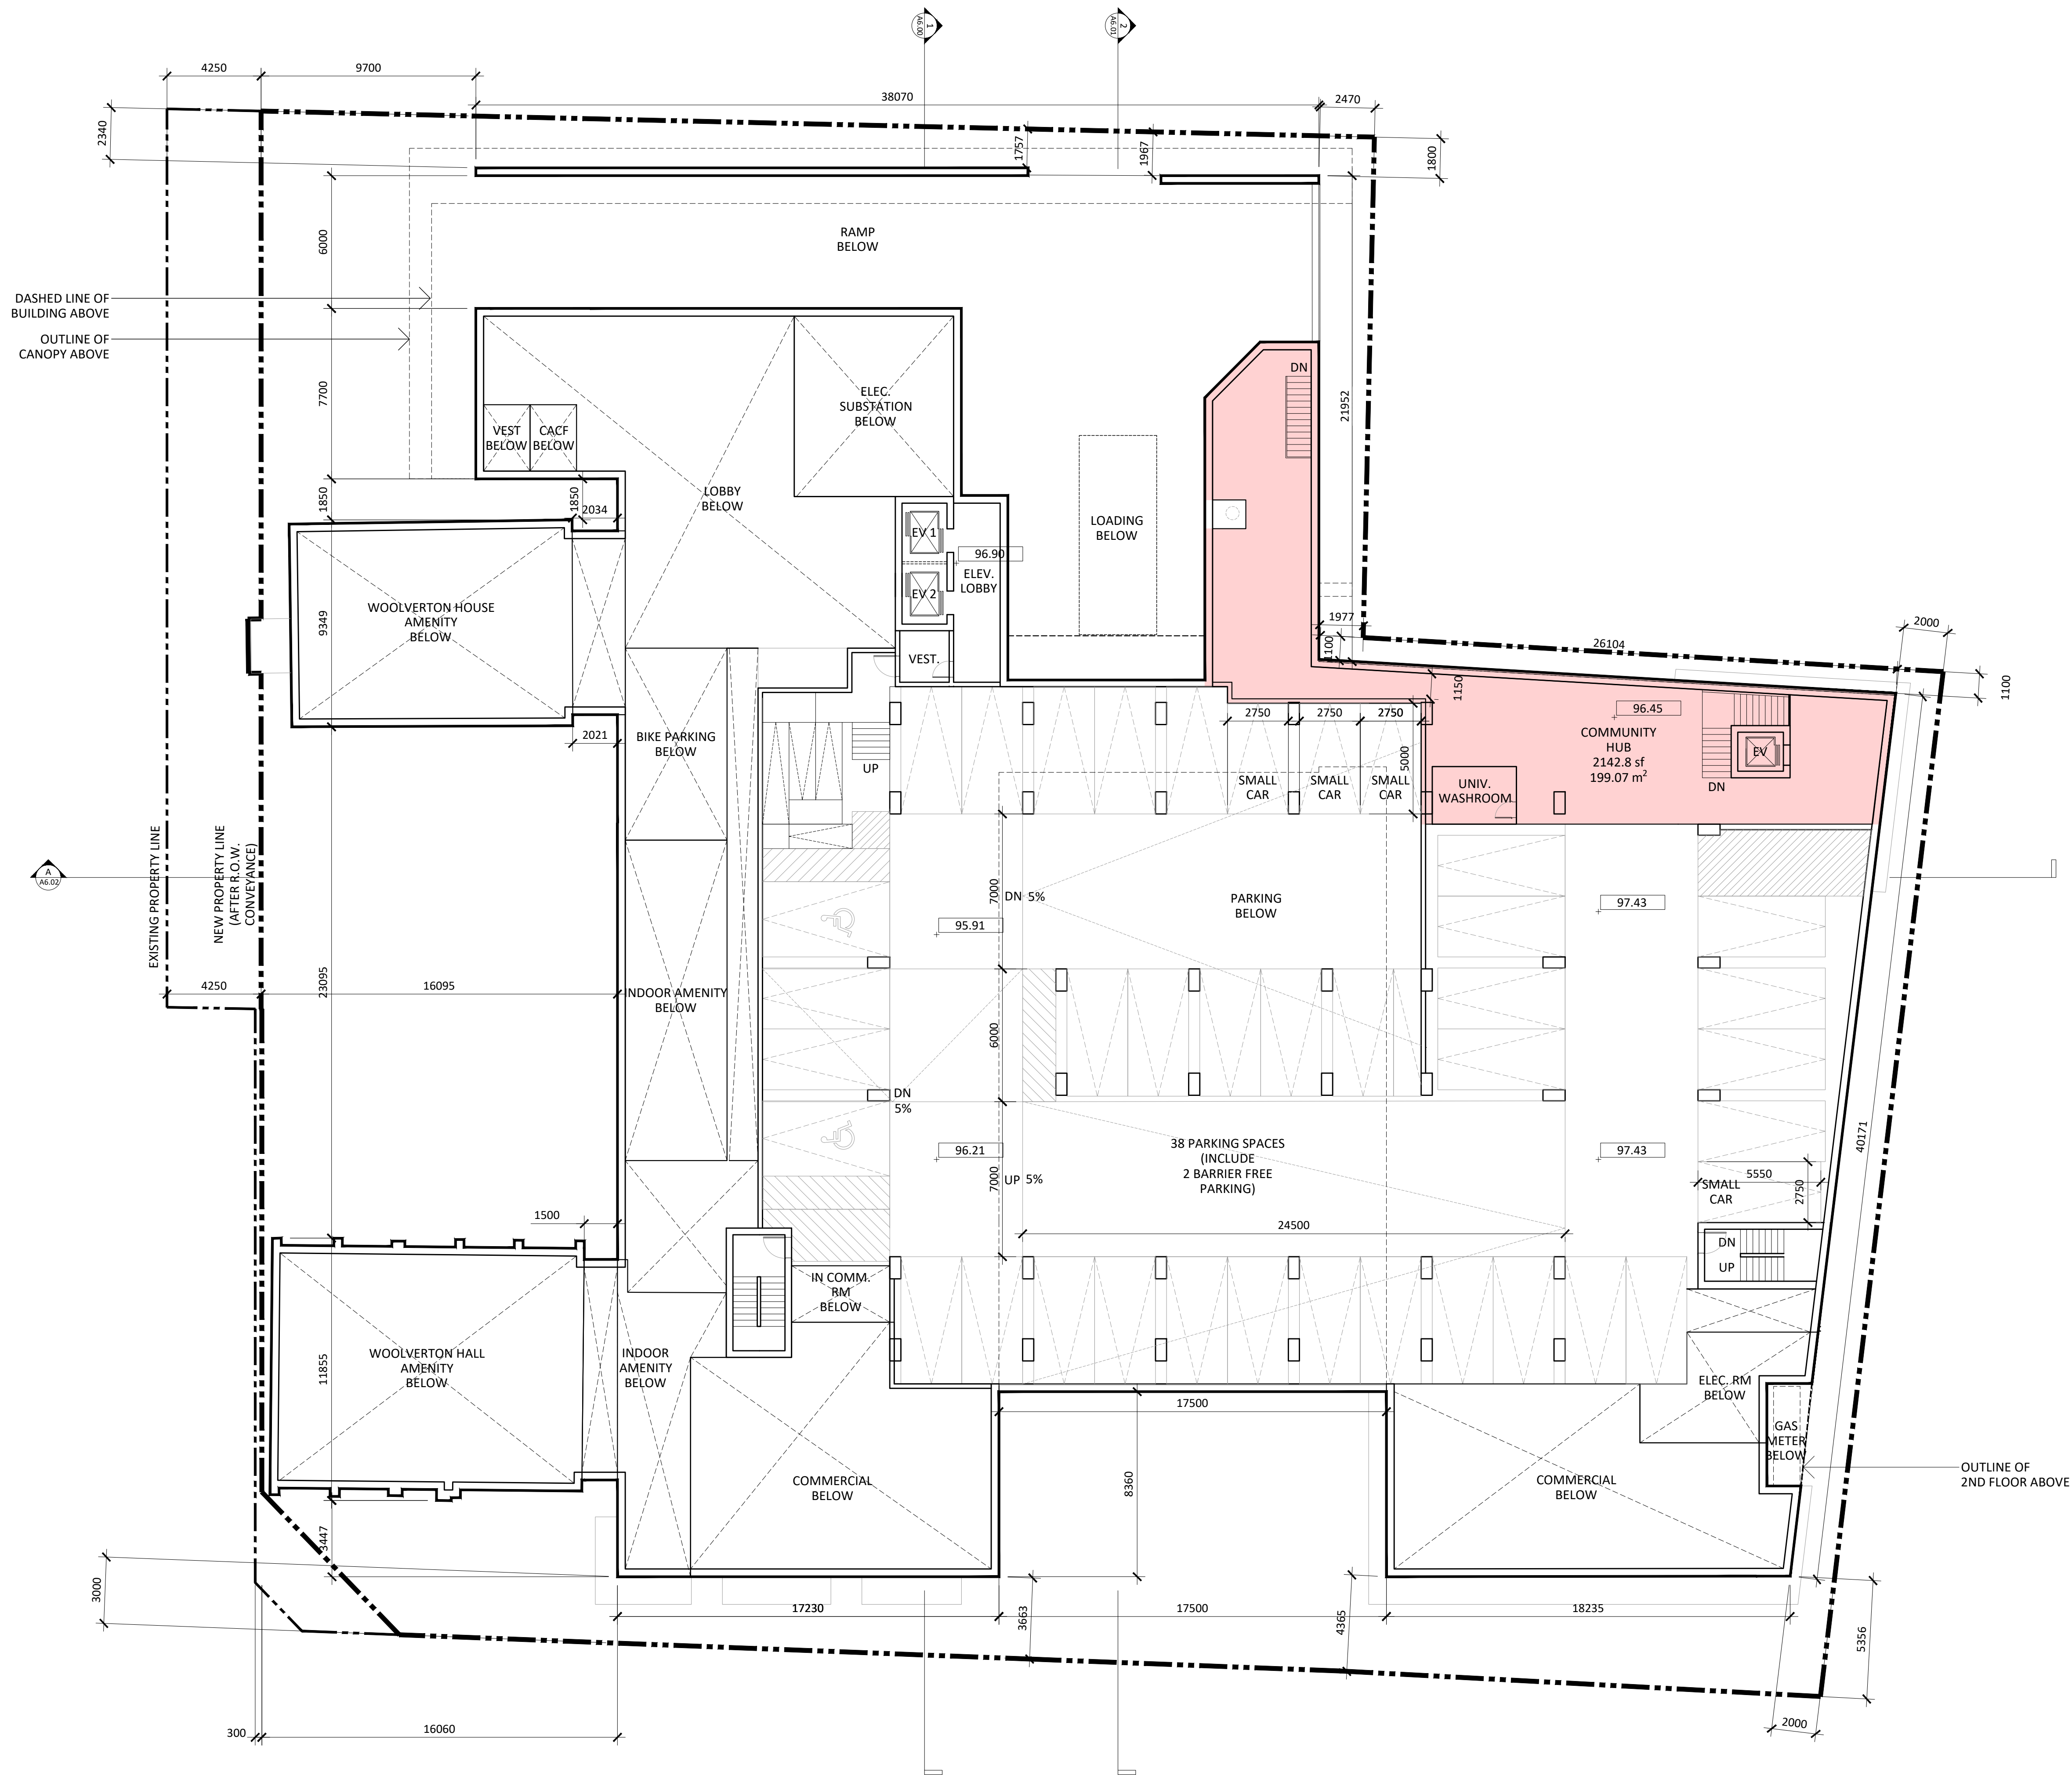 1
A6.00
2
A6.01
4250
9700
38070
2470
2340
1757
1967
1800
6000
RAMP
BELOW
DASHED LINE OF
BUILDING ABOVE
OUTLINE OF
CANOPY ABOVE
7700
ELEC.
SUBSTATION
BELOW
DN
21952
VEST
BELOW
CACF
BELOW
LOBBY
BELOW
1850
1850
2034
EV 1
96.90
LOADING
BELOW
ELEV.
LOBBY
EV 2
WOOLVERTON HOUSE
AMENITY
BELOW
9349
VEST.
1977
1100
26104
2000
1100
1150
2021
BIKE PARKING
BELOW
UP
2750
2750
2750
5000
SMALL
CAR
SMALL
CAR
SMALL
CAR
UNIV.
WASHROOM
96.45
COMMUNITY
HUB
2142.8 sf
199.07 m²
EV
DN
EXISTING PROPERTY LINE
NEW PROPERTY LINE
(AFTER R.O.W.
CONVEYANCE)
A
A6.02
7000
DN 5%
PARKING
BELOW
97.43
95.91
4250
23095
16095
INDOOR AMENITY
BELOW
6000
DN
5%
96.21
38 PARKING SPACES
(INCLUDE
2 BARRIER FREE
PARKING)
97.43
40171
7000
UP 5%
5550
SMALL
CAR
2750
1500
24500
DN
UP
IN COMM.
RM
BELOW
WOOLVERTON HALL
AMENITY
BELOW
11855
INDOOR
AMENITY
BELOW
ELEC. RM
BELOW
17500
GAS
METER
BELOW
COMMERCIAL
BELOW
8360
COMMERCIAL
BELOW
OUTLINE OF
2ND FLOOR ABOVE
3447
3000
17230
3663
17500
4365
18235
5356
300
16060
2000